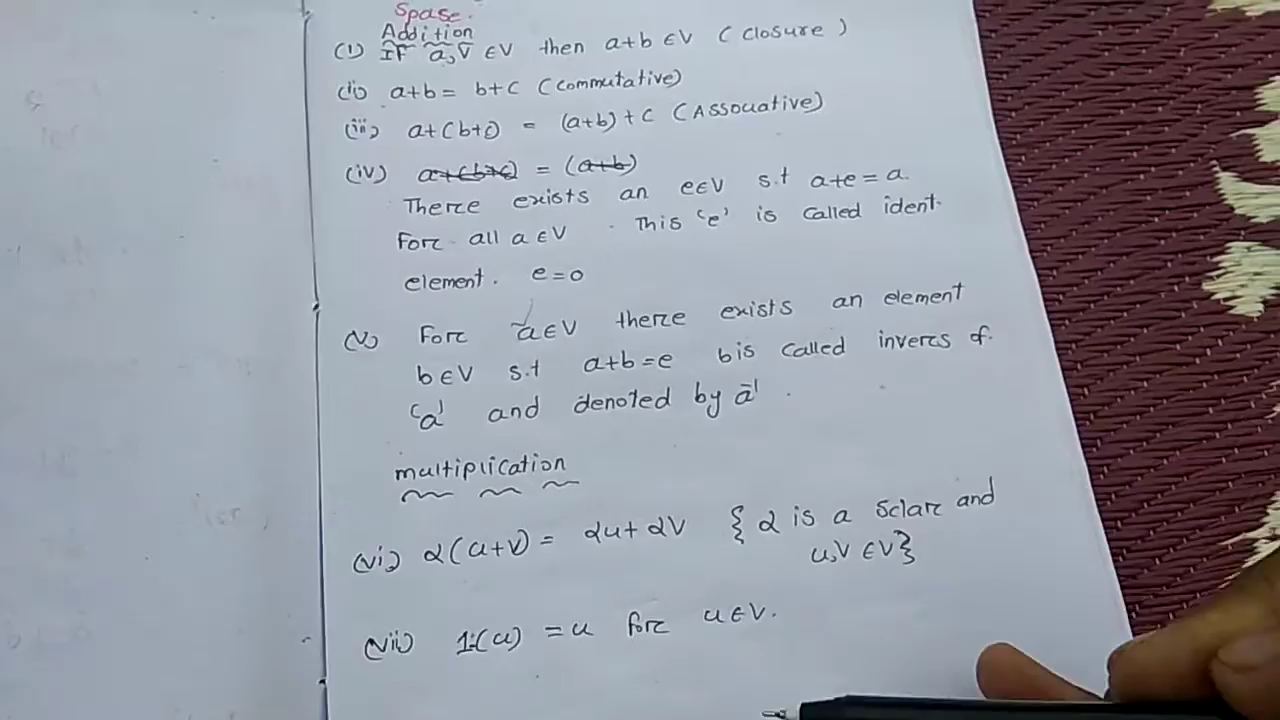 Spase.
Addition
(i) IF a, V ∈V then a+b ∈V (Closure)
(ii) a+b = b+c (Commutative)
(iii) a+(b+c) = (a+b)+c (Associative)
(iv) a+(b+c) = (a+b)
There exists an e∈V s.t a+e = a.
For all a ∈V . This 'e' is called ident-
element. e=0
(v) For a∈V there exists an element
b∈V s.t a+b=e b is called invers of.
'a' and denoted by a⁻¹.
multiplication
(vi) α(u+v) = αu+αV {α is a Sclar and
u,V ∈V}
(vii) 1·(u) = u for u∈V.